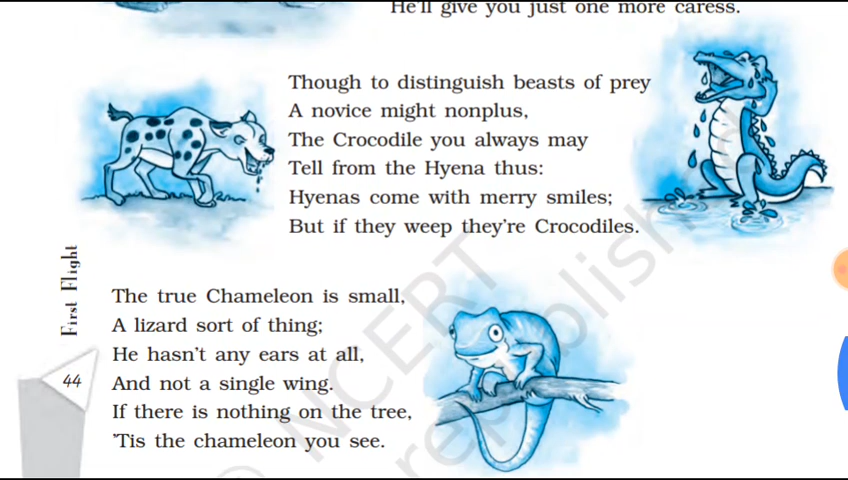 He'll give you just one more caress.
Though to distinguish beasts of prey
A novice might nonplus,
The Crocodile you always may
Tell from the Hyena thus:
Hyenas come with merry smiles;
But if they weep they're Crocodiles.
First Flight
44
The true Chameleon is small,
A lizard sort of thing;
He hasn't any ears at all,
And not a single wing.
If there is nothing on the tree,
'Tis the chameleon you see.
© NCERT
republish